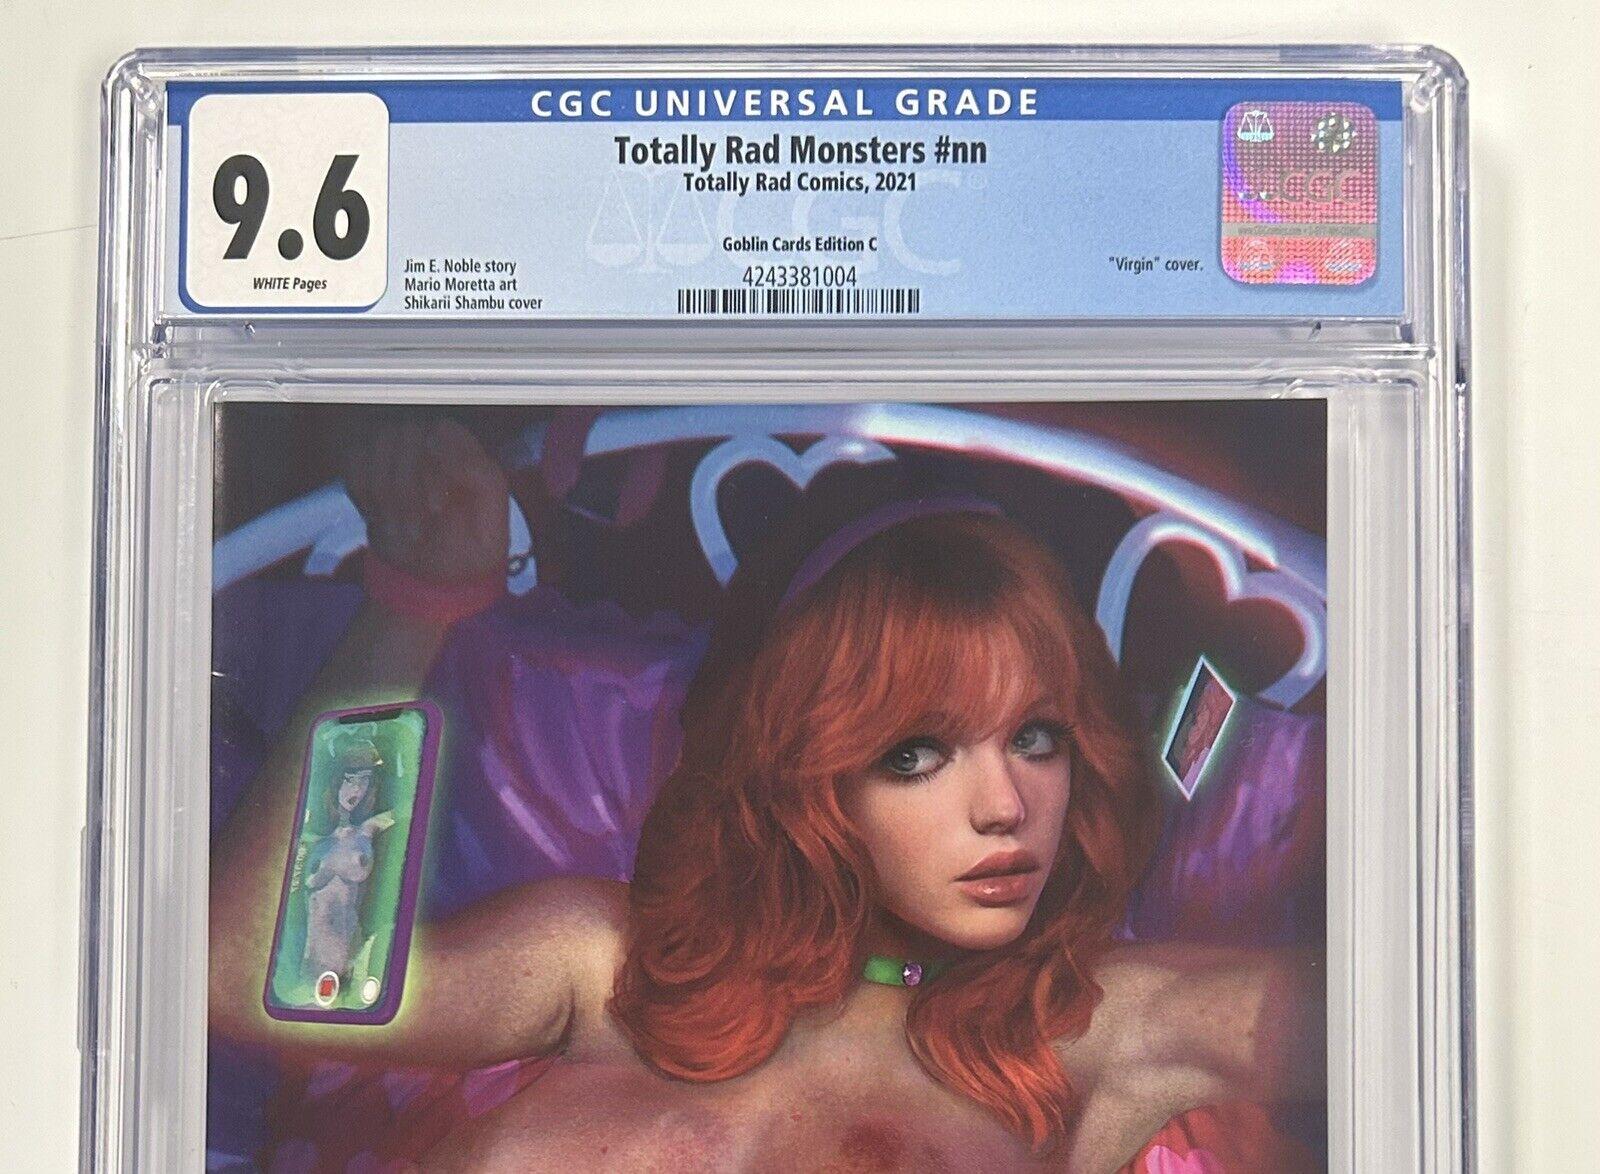 CGC UNIVERSAL GRADE
9.6
WHITE Pages
Totally Rad Monsters #nn
Totally Rad Comics, 2021
Goblin Cards Edition C
4243381004
Jim E. Noble story
Mario Moretta art
Shikarii Shambu cover
"Virgin" cover.
CGC
CGC